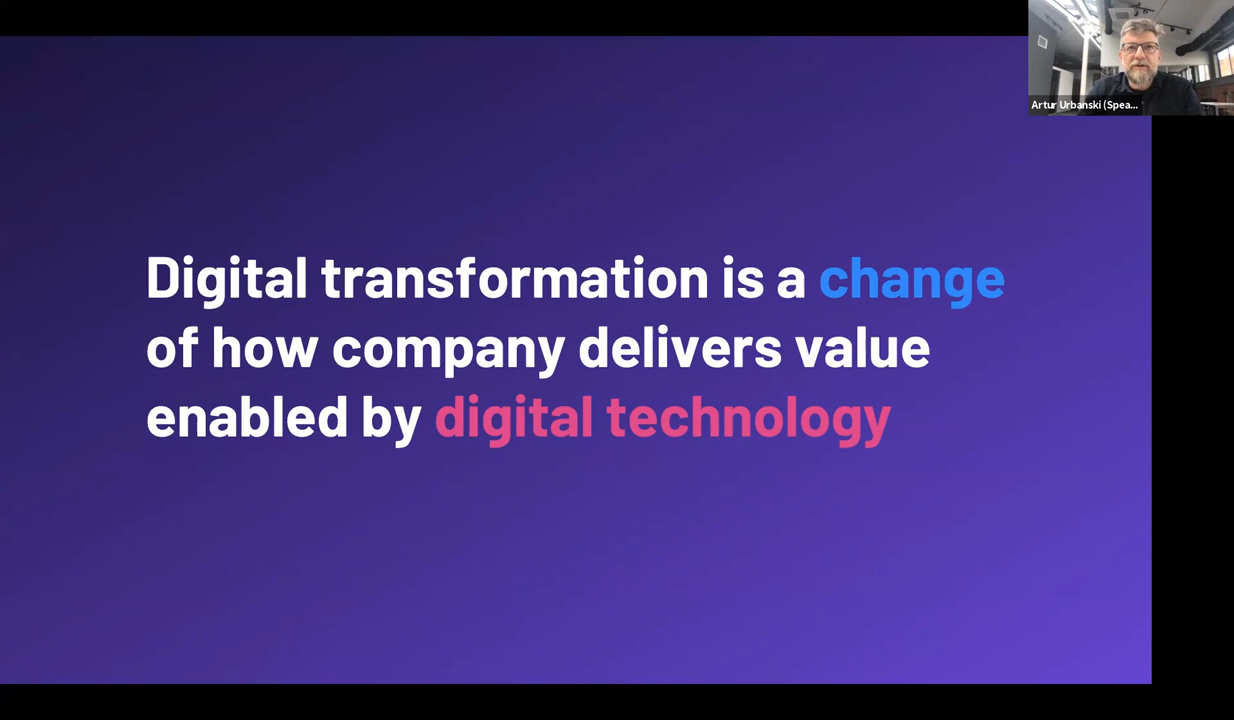 Artur Urbanski (Spea...
Digital transformation is a change
of how company delivers value
enabled by digital technology